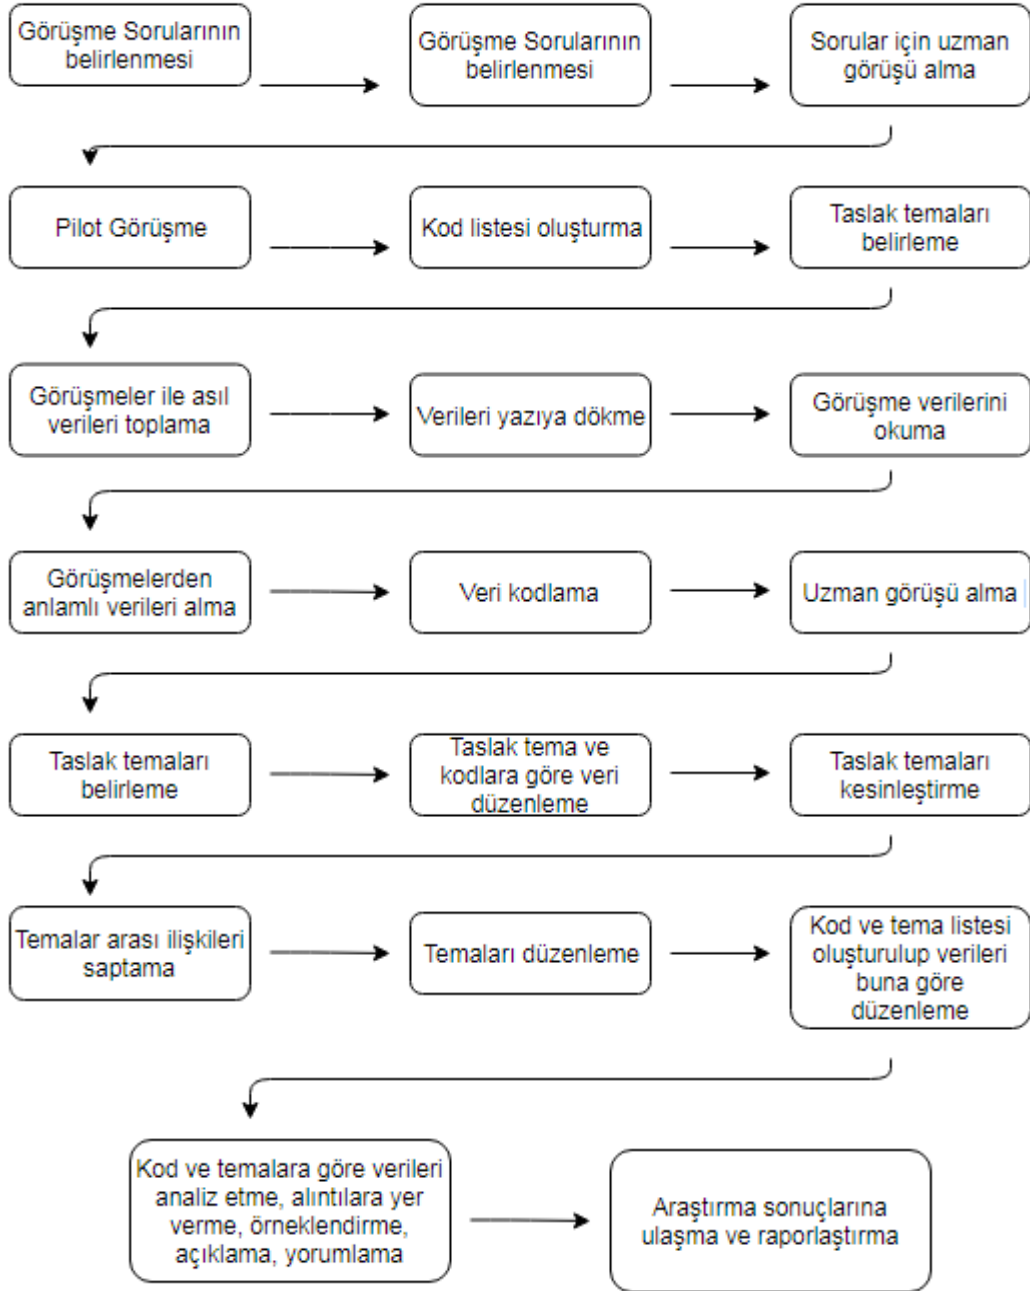 Görüşme Sorularının
belirlenmesi
Görüşme Sorularının
belirlenmesi
Sorular için uzman
görüşü alma
Pilot Görüşme
Kod listesi oluşturma
Taslak temaları
belirleme
Görüşmeler ile asıl
verileri toplama
Verileri yazıya dökme
Görüşme verilerini
okuma
Görüşmelerden
anlamlı verileri alma
Veri kodlama
Uzman görüşü alma
Taslak temaları
belirleme
Taslak tema ve
kodlara göre veri
düzenleme
Taslak temaları
kesinleştirme
Temalar arası ilişkileri
saptama
Temaları düzenleme
Kod ve tema listesi
oluşturulup verileri
buna göre
düzenleme
Kod ve temalara göre verileri
analiz etme, alıntılara yer
verme, örneklendirme,
açıklama, yorumlama
Araştırma sonuçlarına
ulaşma ve raporlaştırma